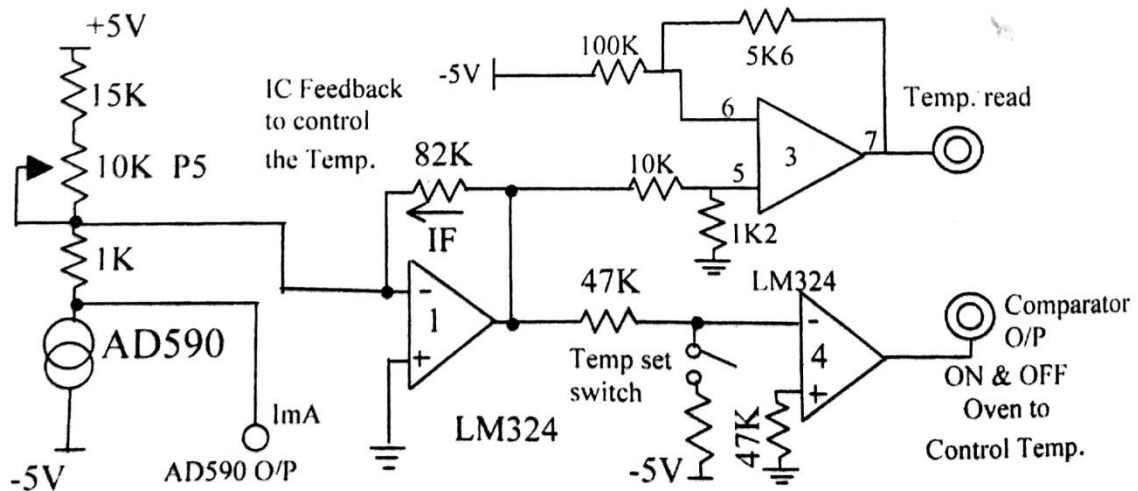 +5V
15K
10K P5
1K
AD590
-5V
ImA
AD590 O/P
IC Feedback
to control
the Temp.
82K
IF
-
1
+
LM324
-5V
100K
5K6
6
7
3
5
10K
1K2
Temp. read
47K
Temp set
switch
-5V
LM324
-
4
+
47K
Comparator
O/P
ON & OFF
Oven to
Control Temp.